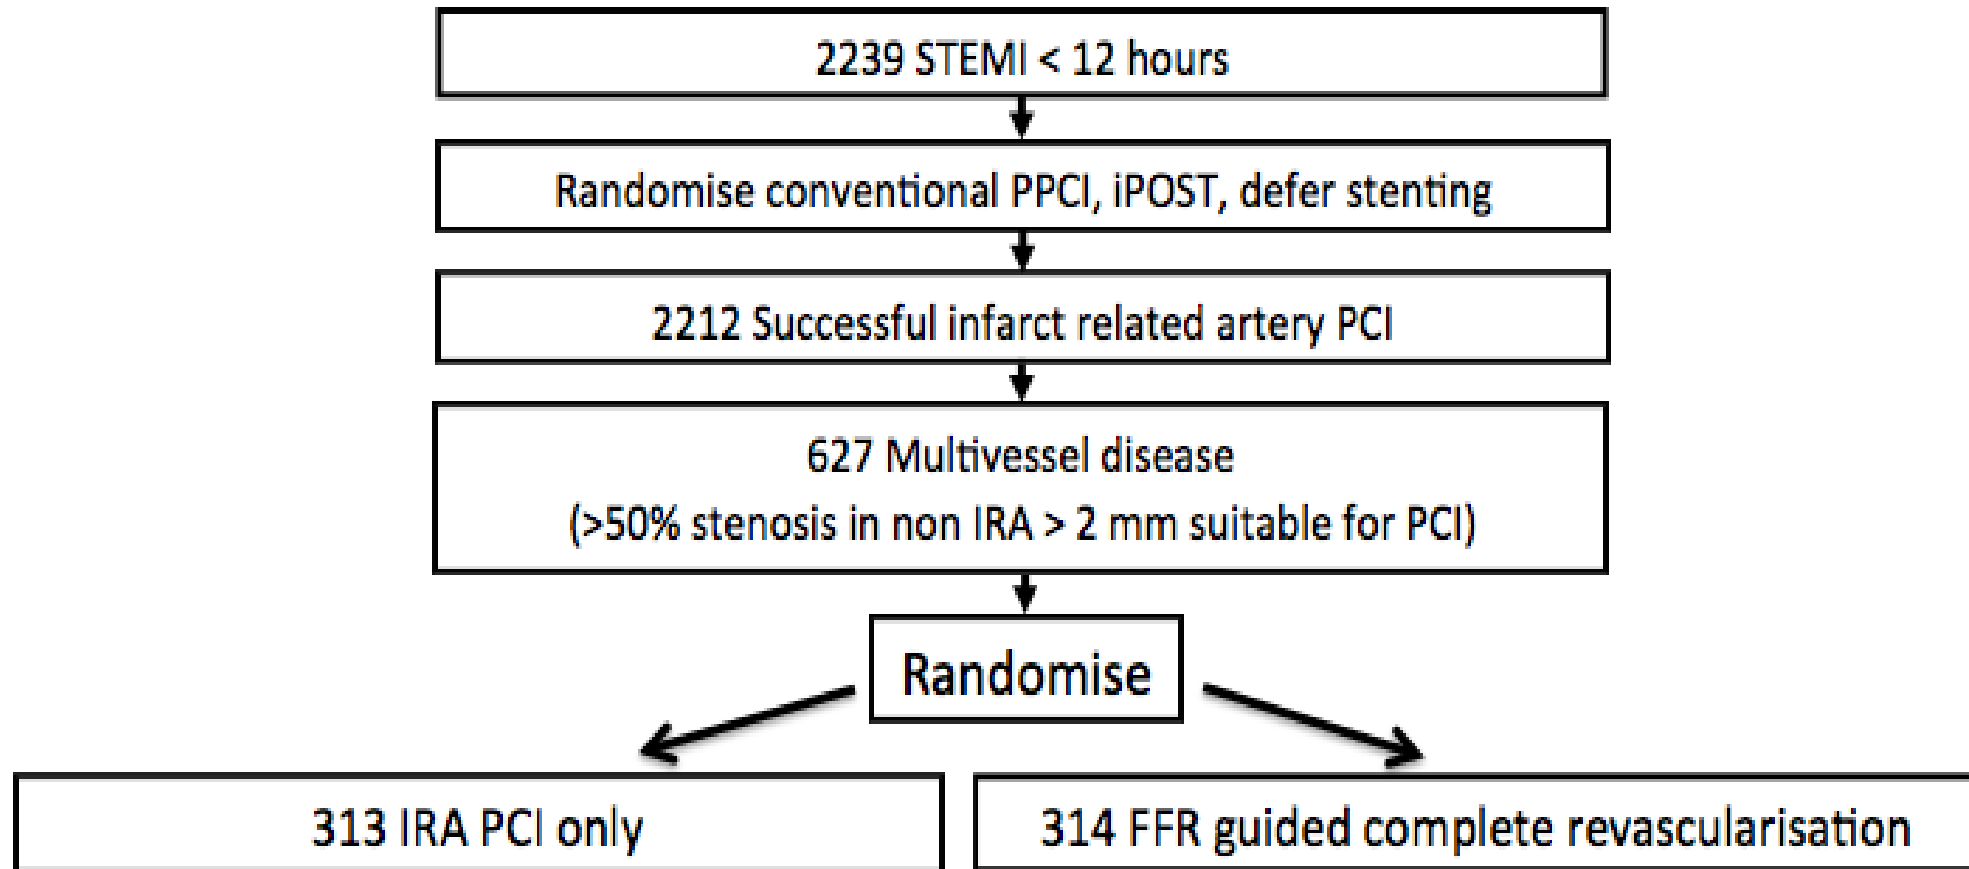 2239 STEMI < 12 hours
Randomise conventional PPCI, iPOST, defer stenting
2212 Successful infarct related artery PCI
627 Multivessel disease
(>50% stenosis in non IRA > 2 mm suitable for PCI)
Randomise
313 IRA PCI only
314 FFR guided complete revascularisation